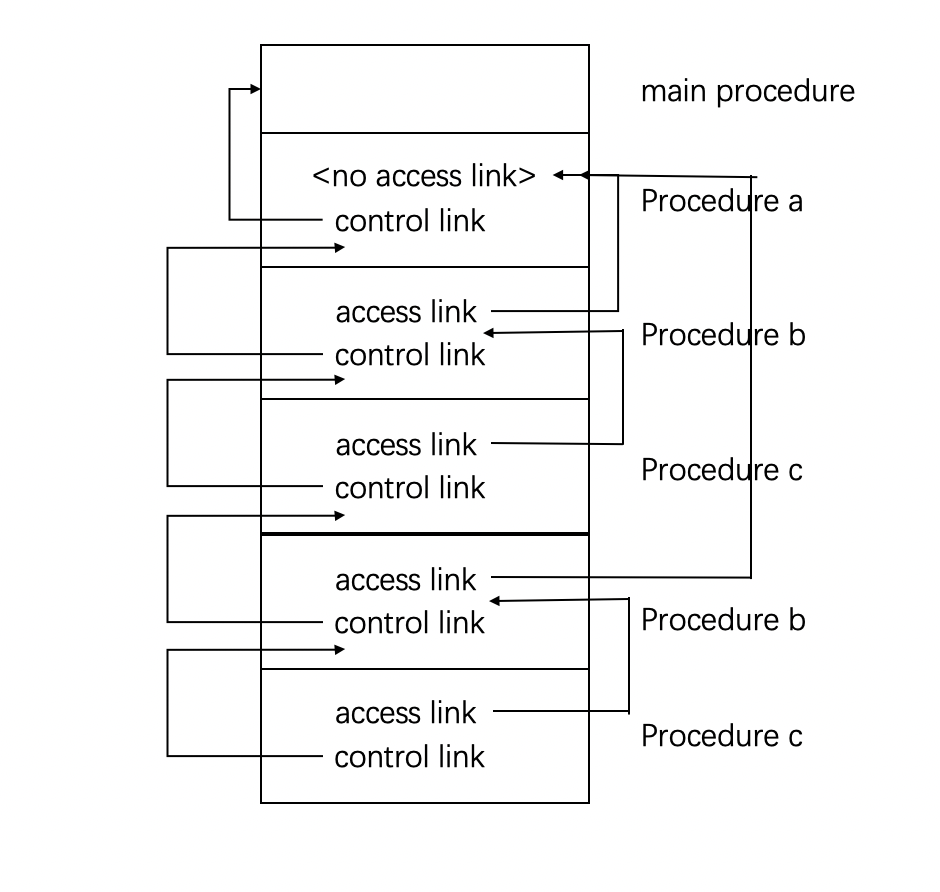 main procedure
<no access link>
Procedure a
control link
access link
Procedure b
control link
access link
Procedure c
control link
access link
Procedure b
control link
access link
Procedure c
control link